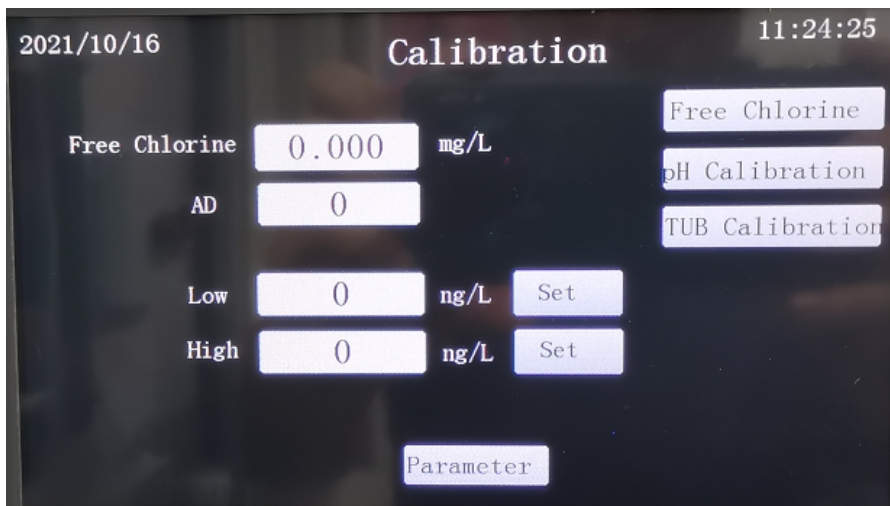 2021/10/16
Calibration
11:24:25
Free Chlorine 0.000 mg/L
AD 0
Low 0 ng/L Set
High 0 ng/L Set
Free Chlorine
pH Calibration
TUB Calibration
Parameter